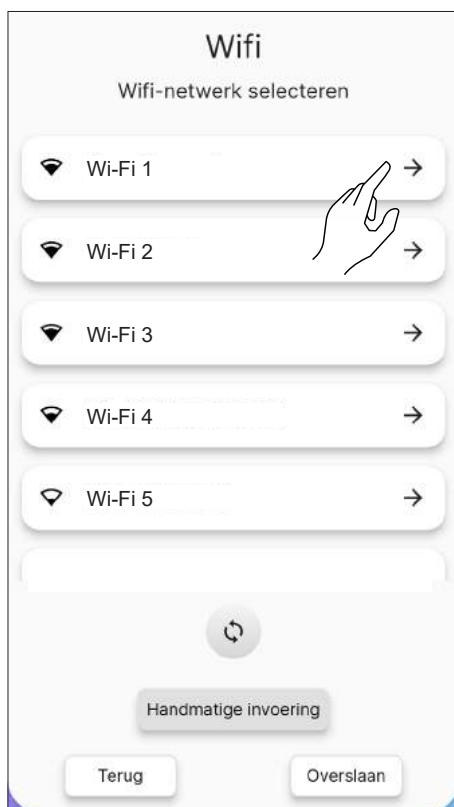 Wifi
Wifi-netwerk selecteren
Wi-Fi 1
Wi-Fi 2
Wi-Fi 3
Wi-Fi 4
Wi-Fi 5
Handmatige invoering
Terug
Overslaan